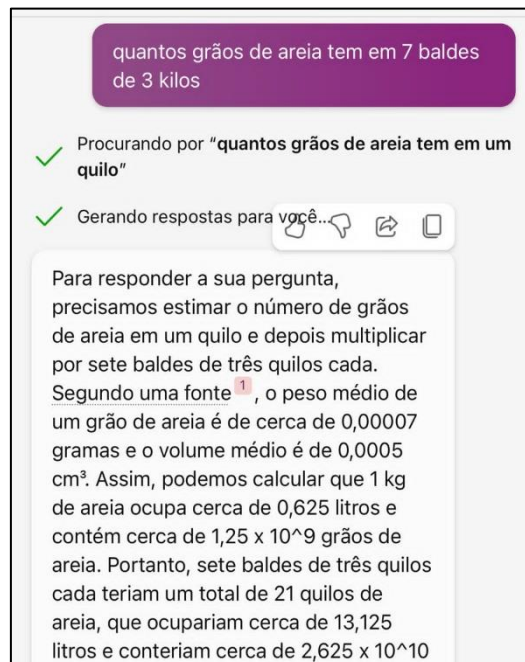 quantos grãos de areia tem em 7 baldes
de 3 kilos
Procurando por “quantos grãos de areia tem em um
quilo”
Gerando respostas para você...
Para responder a sua pergunta,
precisamos estimar o número de grãos
de areia em um quilo e depois multiplicar
por sete baldes de três quilos cada.
Segundo uma fonte 1 , o peso médio de
um grão de areia é de cerca de 0,00007
gramas e o volume médio é de 0,0005
cm³. Assim, podemos calcular que 1 kg
de areia ocupa cerca de 0,625 litros e
contém cerca de 1,25 x 10^9 grãos de
areia. Portanto, sete baldes de três quilos
cada teriam um total de 21 quilos de
areia, que ocupariam cerca de 13,125
litros e conteriam cerca de 2,625 x 10^10